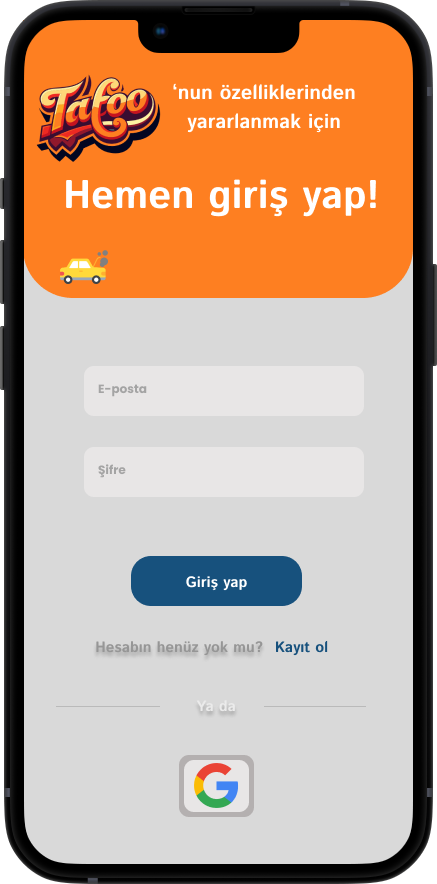 Tafoo
‘nun özelliklerinden
yararlanmak için
Hemen giriş yap!
E-posta
Şifre
Giriş yap
Hesabın henüz yok mu? Kayıt ol
Ya da